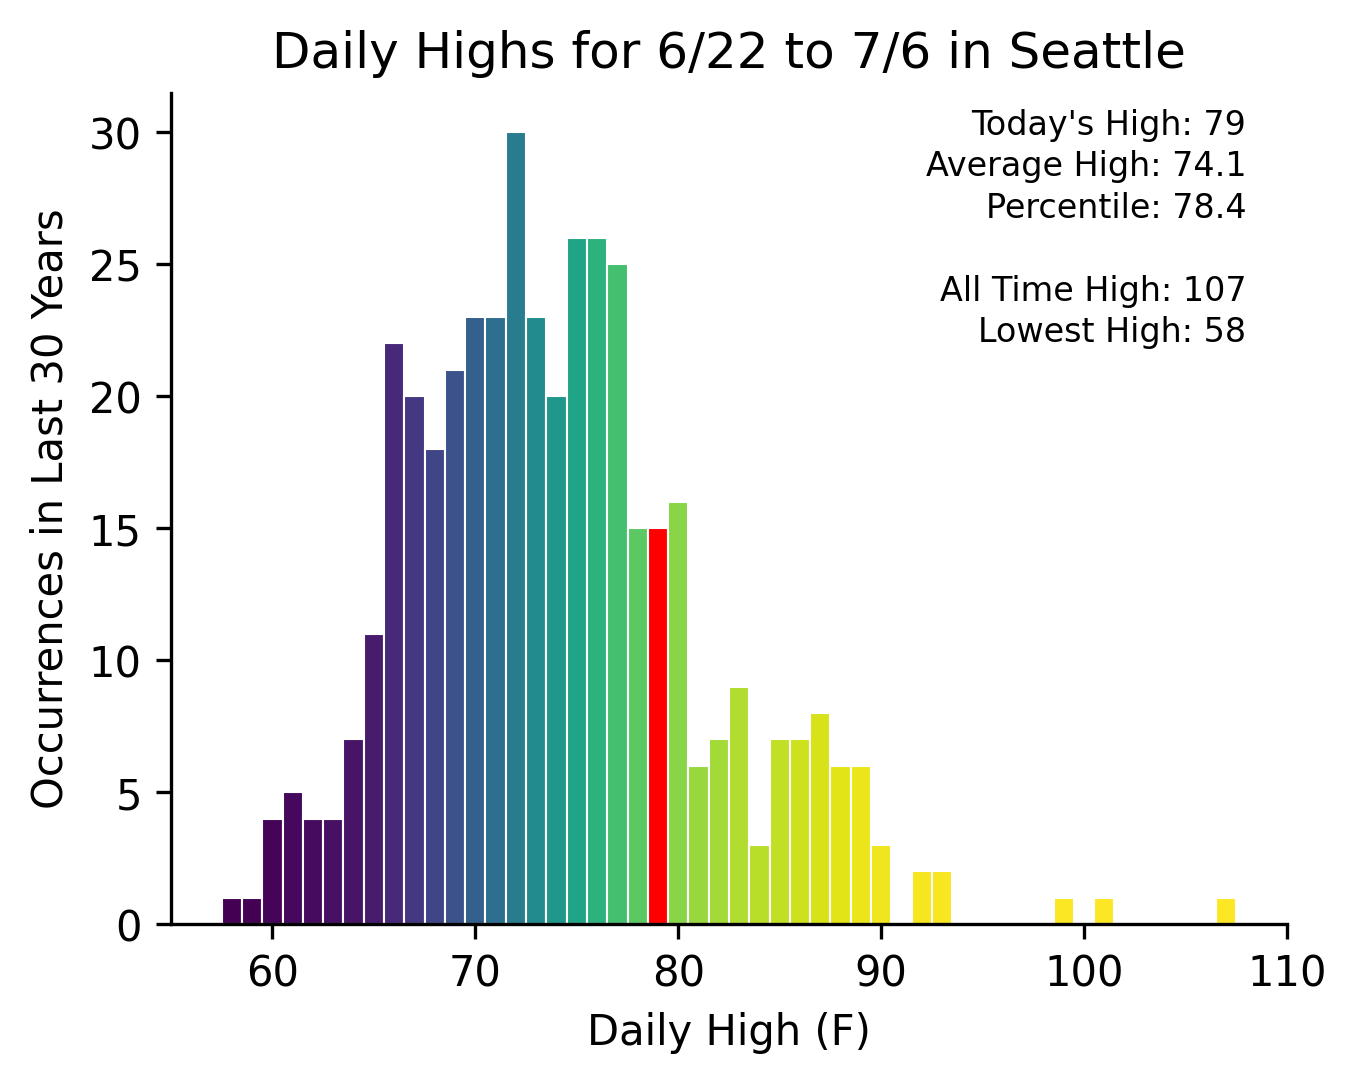 Daily Highs for 6/22 to 7/6 in Seattle
Today's High: 79
Average High: 74.1
Percentile: 78.4
All Time High: 107
Lowest High: 58
Occurrences in Last 30 Years
30
25
20
15
10
5
0
60 70 80 90 100 110
Daily High (F)